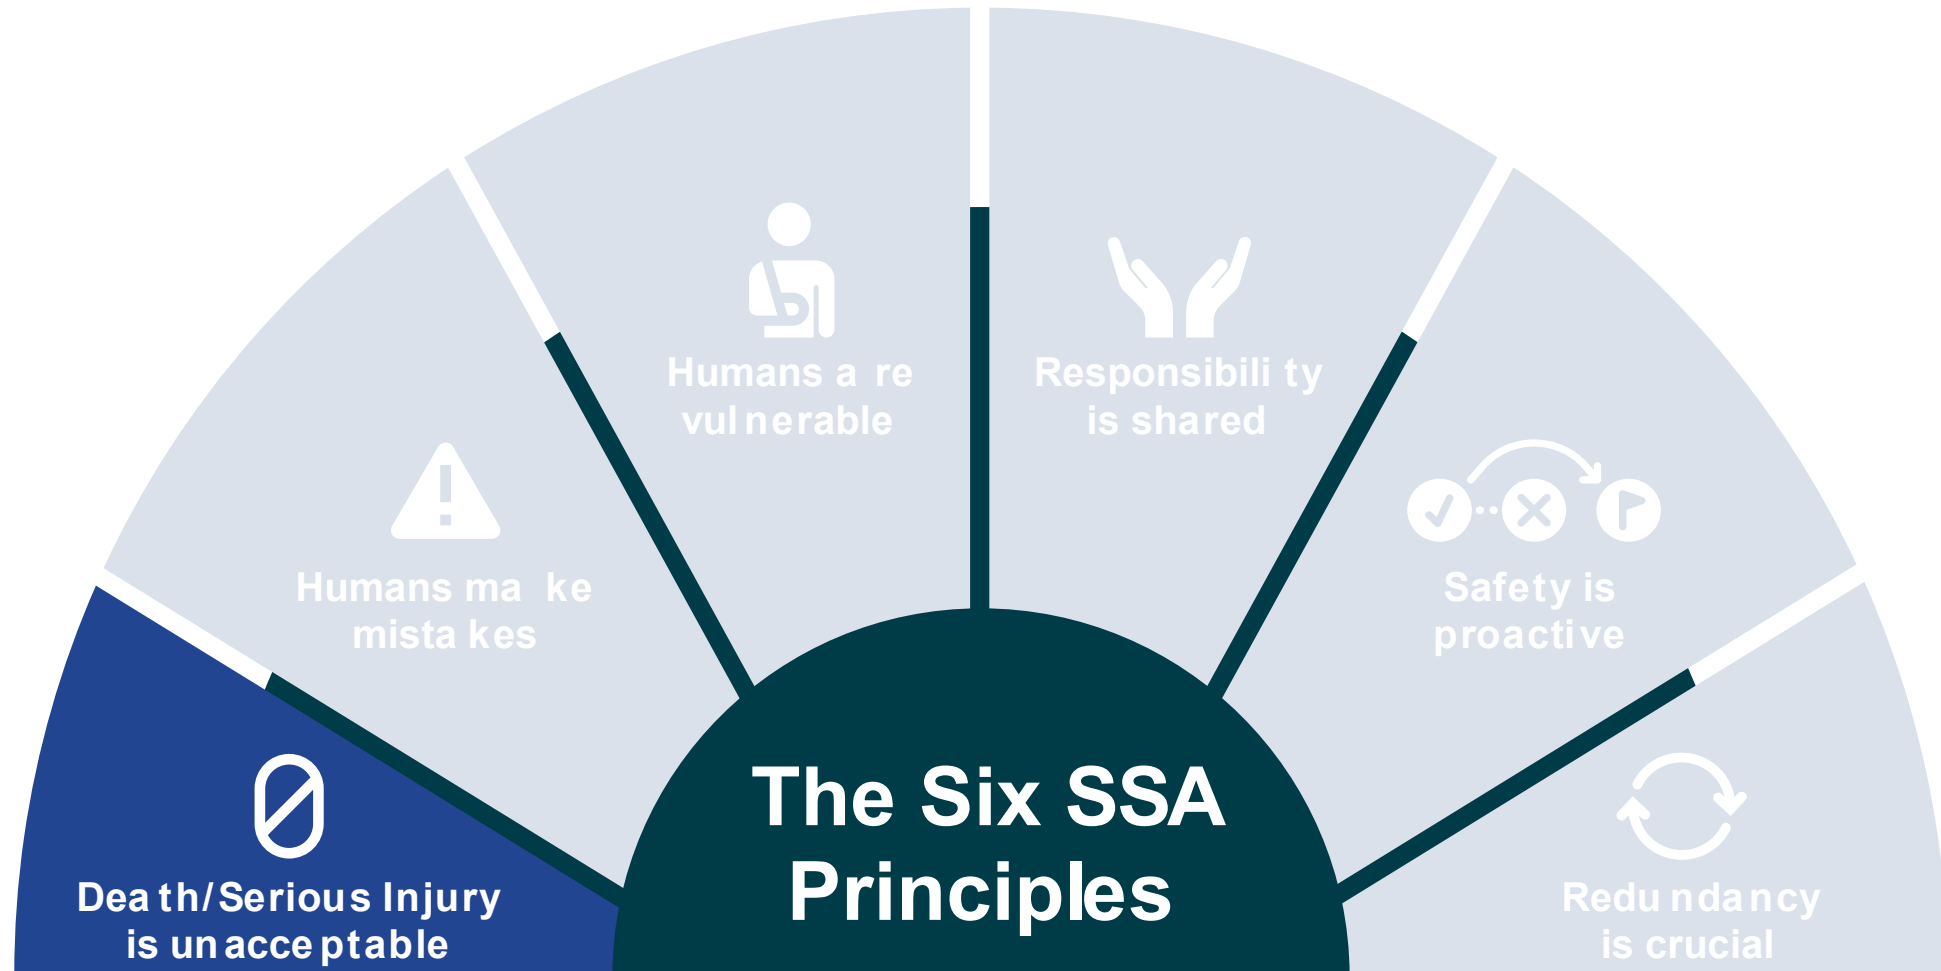 Humans are
vulnerable
Responsibility
is shared
Humans make
mistakes
Safety is
proactive
The Six SSA
Principles
Death/Serious Injury
is unacceptable
Redundancy
is crucial